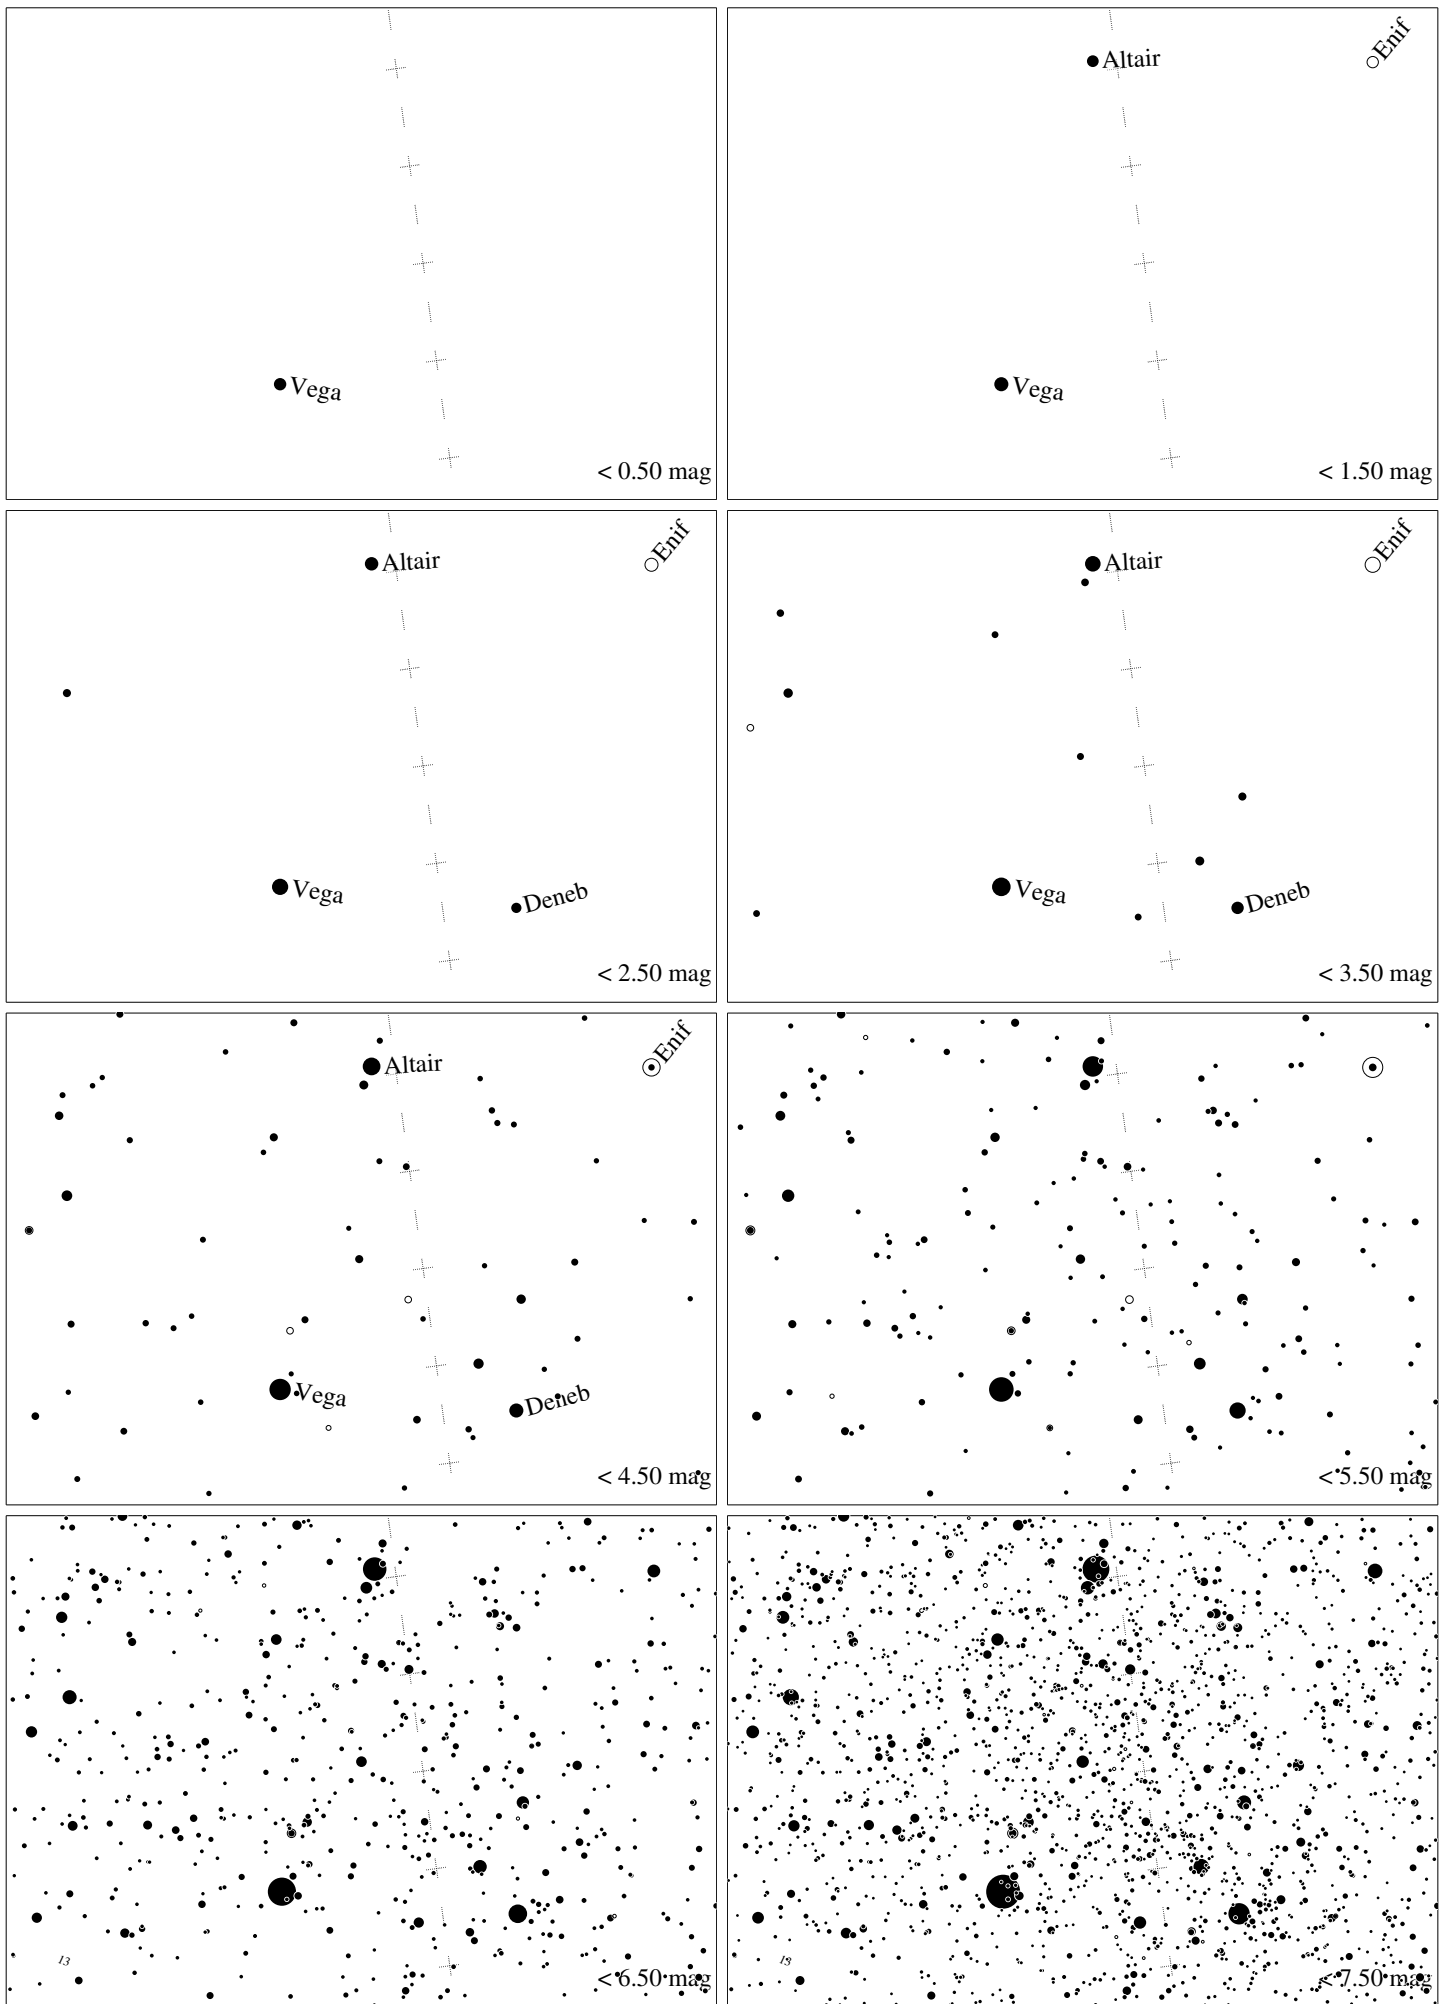 Vega
< 0.50 mag
Altair
Enif
Vega
< 1.50 mag
Altair
Enif
Vega
Deneb
< 2.50 mag
Altair
Enif
Vega
Deneb
< 3.50 mag
Altair
Enif
Vega
Deneb
< 4.50 mag
< 5.50 mag
13
< 6.50 mag
13
< 7.50 mag